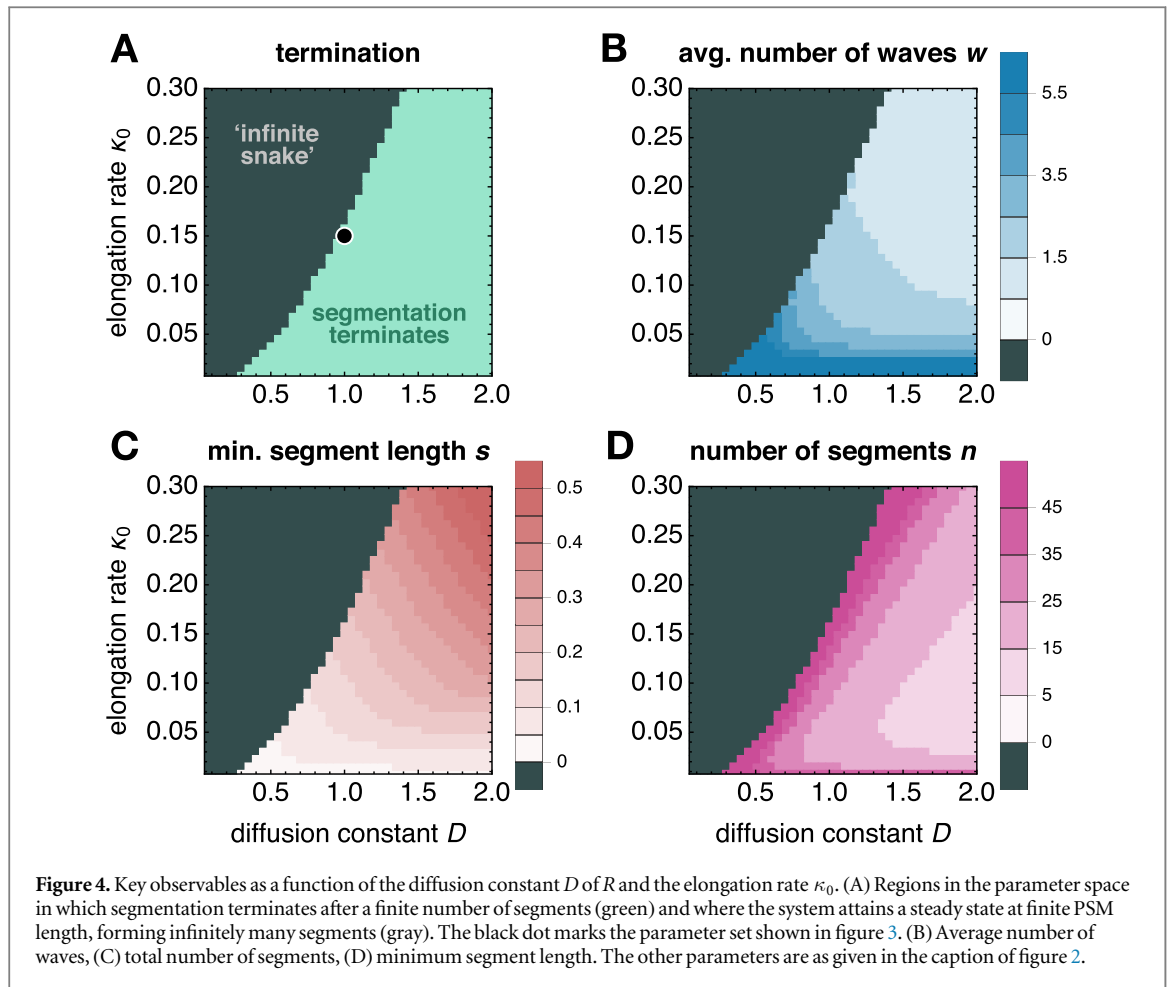 A
termination
elongation rate κ0
0.30
0.25
0.20
0.15
0.10
0.05
‘infinite
snake’
segmentation
terminates
0.5 1.0 1.5 2.0
B
avg. number of waves w
0.30
0.25
0.20
0.15
0.10
0.05
0.5 1.0 1.5 2.0
5.5
3.5
1.5
0
C
min. segment length s
elongation rate κ0
0.30
0.25
0.20
0.15
0.10
0.05
0.5 1.0 1.5 2.0
diffusion constant D
0.5
0.4
0.3
0.2
0.1
0
D
number of segments n
0.30
0.25
0.20
0.15
0.10
0.05
0.5 1.0 1.5 2.0
diffusion constant D
45
35
25
15
5
0
Figure 4. Key observables as a function of the diffusion constant D of R and the elongation rate κ0. (A) Regions in the parameter space
in which segmentation terminates after a finite number of segments (green) and where the system attains a steady state at finite PSM
length, forming infinitely many segments (gray). The black dot marks the parameter set shown in figure 3. (B) Average number of
waves, (C) total number of segments, (D) minimum segment length. The other parameters are as given in the caption of figure 2.